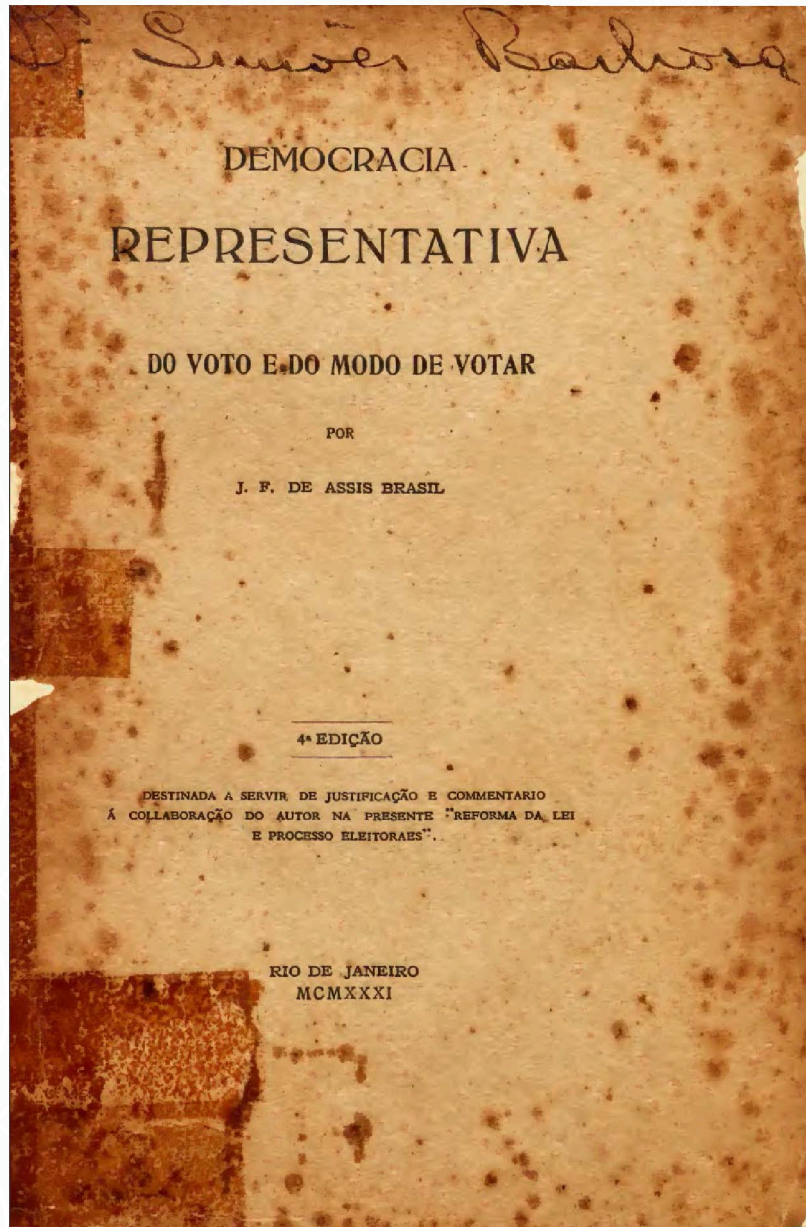 Dr Simões Barbosa
DEMOCRACIA
REPRESENTATIVA
DO VOTO E DO MODO DE VOTAR
POR
J. F. DE ASSIS BRASIL
4ª EDIÇÃO
DESTINADA A SERVIR DE JUSTIFICAÇÃO E COMMENTARIO
Á COLLABORAÇÃO DO AUTOR NA PRESENTE "REFORMA DA LEI
E PROCESSO ELEITORAES".
RIO DE JANEIRO
MCMXXXI